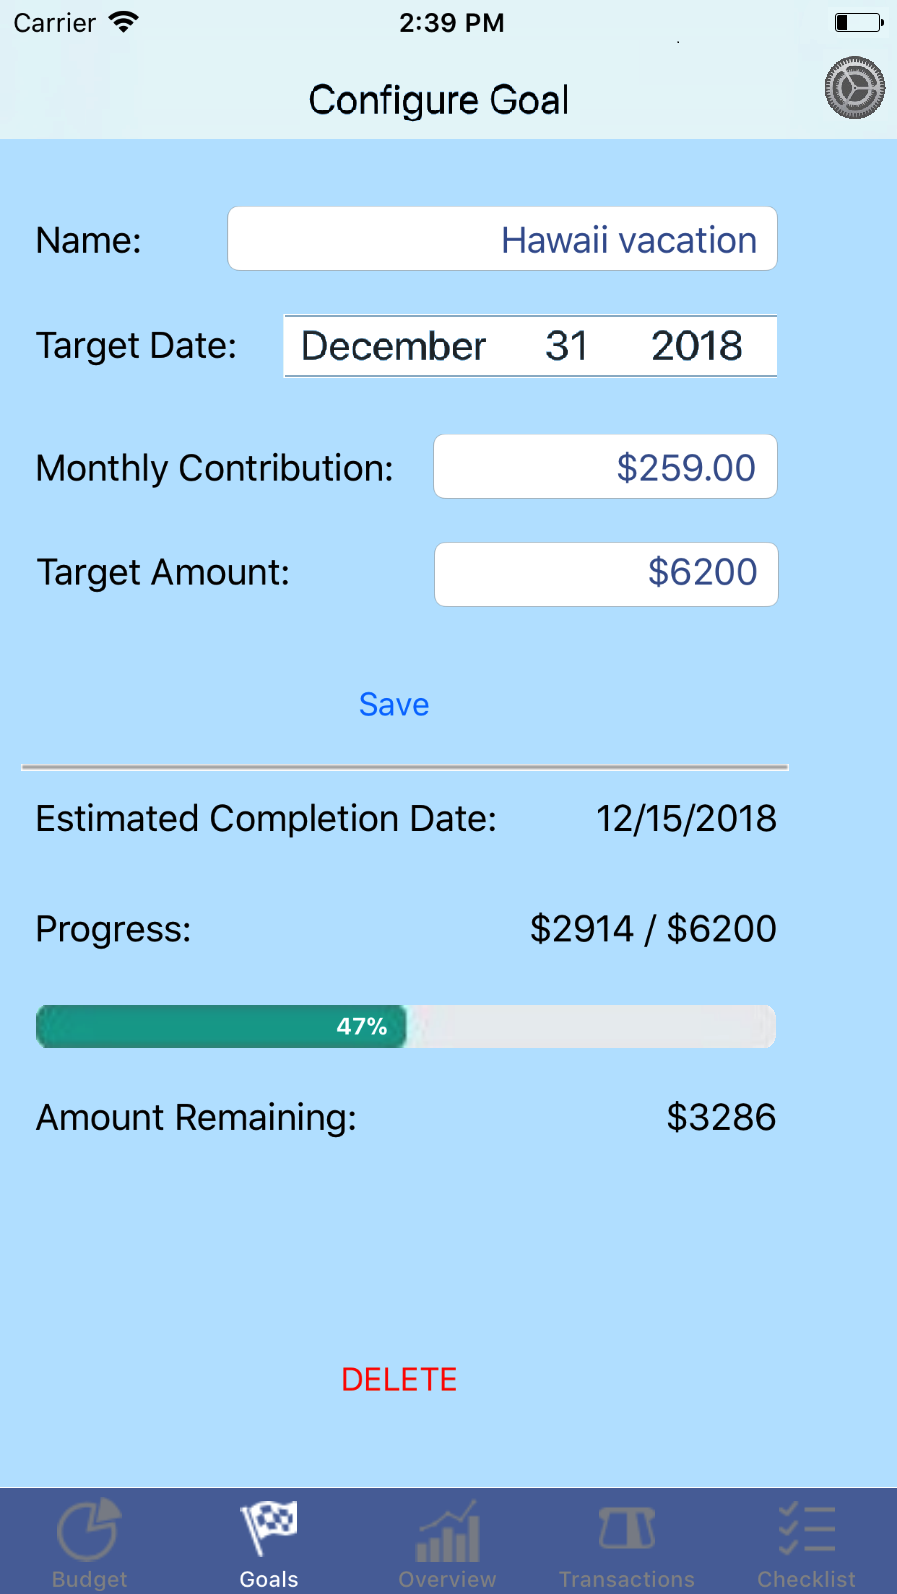 Carrier 2:39 PM
Configure Goal
Name: Hawaii vacation
Target Date: December 31 2018
Monthly Contribution: $259.00
Target Amount: $6200
Save
Estimated Completion Date: 12/15/2018
Progress: $2914 / $6200
47%
Amount Remaining: $3286
DELETE
Budget Goals Overview Transactions Checklist